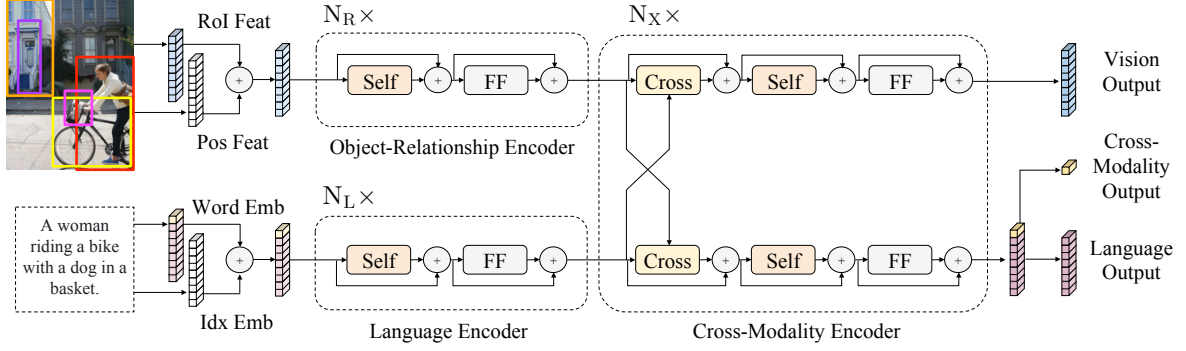 RoI Feat
Pos Feat
+
N_R ×
Self
+
FF
+
Object-Relationship Encoder
N_X ×
Cross
+
Self
+
FF
+
Vision
Output
Cross-
Modality
Output
A woman
riding a bike
with a dog in a
basket.
Word Emb
Idx Emb
+
N_L ×
Self
+
FF
+
Language Encoder
Cross
+
Self
+
FF
+
Cross-Modality Encoder
Language
Output